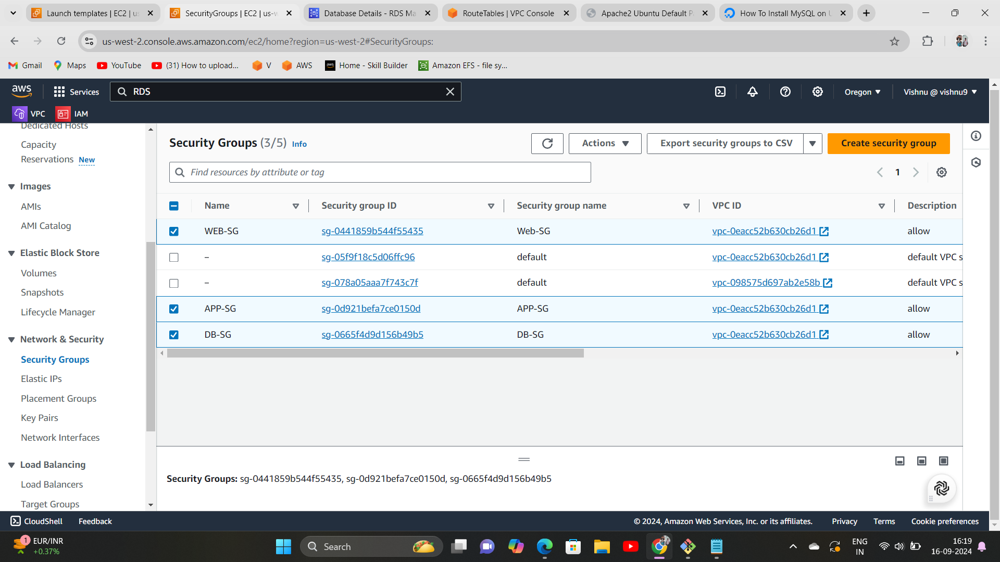 Launch templates | EC2 | us
SecurityGroups | EC2 | us-w
Database Details - RDS Ma
RouteTables | VPC Console
Apache2 Ubuntu Default P
How To Install MySQL on U
us-west-2.console.aws.amazon.com/ec2/home?region=us-west-2#SecurityGroups:
Gmail
Maps
YouTube
(31) How to upload...
V
AWS
Home - Skill Builder
Amazon EFS - file sy...
aws
Services
RDS
Oregon
Vishnu @ vishnu9
VPC
IAM
Dedicated Hosts
Capacity
Reservations New
Images
AMIs
AMI Catalog
Elastic Block Store
Volumes
Snapshots
Lifecycle Manager
Network & Security
Security Groups
Elastic IPs
Placement Groups
Key Pairs
Network Interfaces
Load Balancing
Load Balancers
Target Groups
Security Groups (3/5) Info
Actions
Export security groups to CSV
Create security group
Find resources by attribute or tag
1
Name Security group ID Security group name VPC ID Description
WEB-SG sg-0441859b544f55435 Web-SG vpc-0eacc52b630cb26d1 allow
– sg-05f9f18c5d06ffc96 default vpc-0eacc52b630cb26d1 default VPC s
– sg-078a05aaa7f743c7f default vpc-098575d697ab2e58b default VPC s
APP-SG sg-0d921befa7ce0150d APP-SG vpc-0eacc52b630cb26d1 allow
DB-SG sg-0665f4d9d156b49b5 DB-SG vpc-0eacc52b630cb26d1 allow
Security Groups: sg-0441859b544f55435, sg-0d921befa7ce0150d, sg-0665f4d9d156b49b5
CloudShell
Feedback
© 2024, Amazon Web Services, Inc. or its affiliates.
Privacy
Terms
Cookie preferences
1
EUR/INR
+0.37%
Search
ENG
IN
16:19
16-09-2024